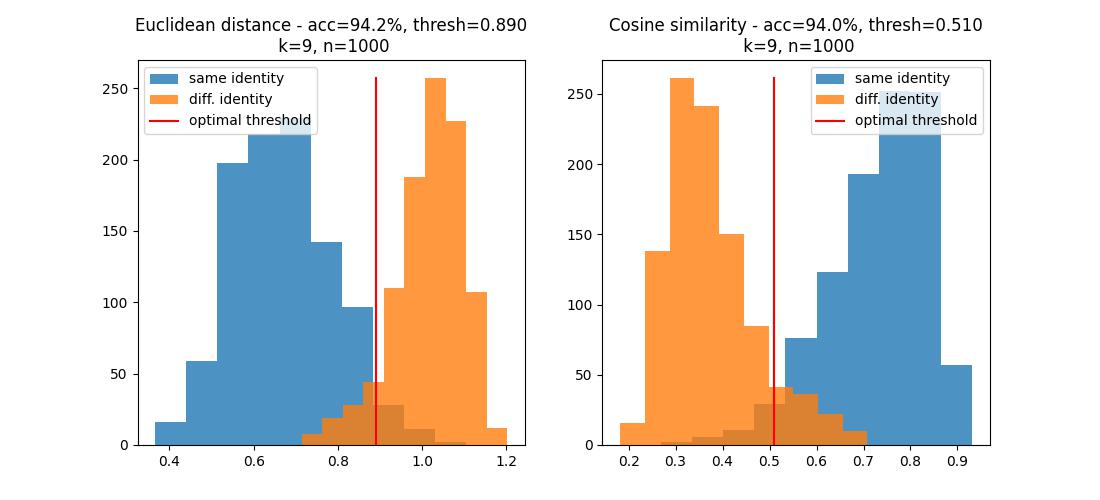 Euclidean distance - acc=94.2%, thresh=0.890
k=9, n=1000
same identity
diff. identity
optimal threshold
250
200
150
100
50
0
0.4 0.6 0.8 1.0 1.2
Cosine similarity - acc=94.0%, thresh=0.510
k=9, n=1000
same identity
diff. identity
optimal threshold
250
200
150
100
50
0
0.2 0.3 0.4 0.5 0.6 0.7 0.8 0.9